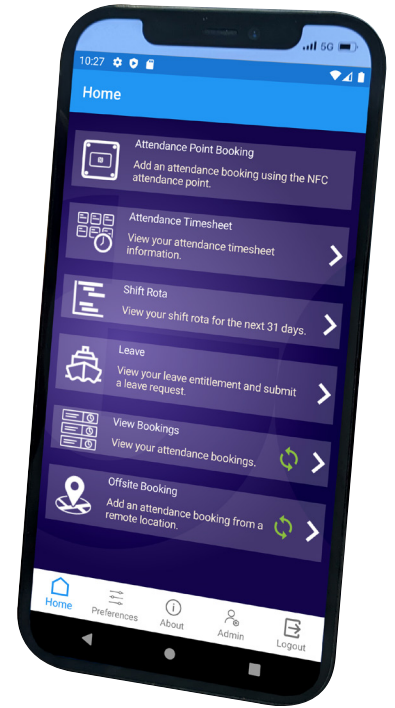 5G
10:27
Home
Attendance Point Booking
Add an attendance booking using the NFC
attendance point.
Attendance Timesheet
View your attendance timesheet
information.
Shift Rota
View your shift rota for the next 31 days.
Leave
View your leave entitlement and submit
a leave request.
View Bookings
View your attendance bookings.
Offsite Booking
Add an attendance booking from a
remote location.
Home
Preferences
About
Admin
Logout